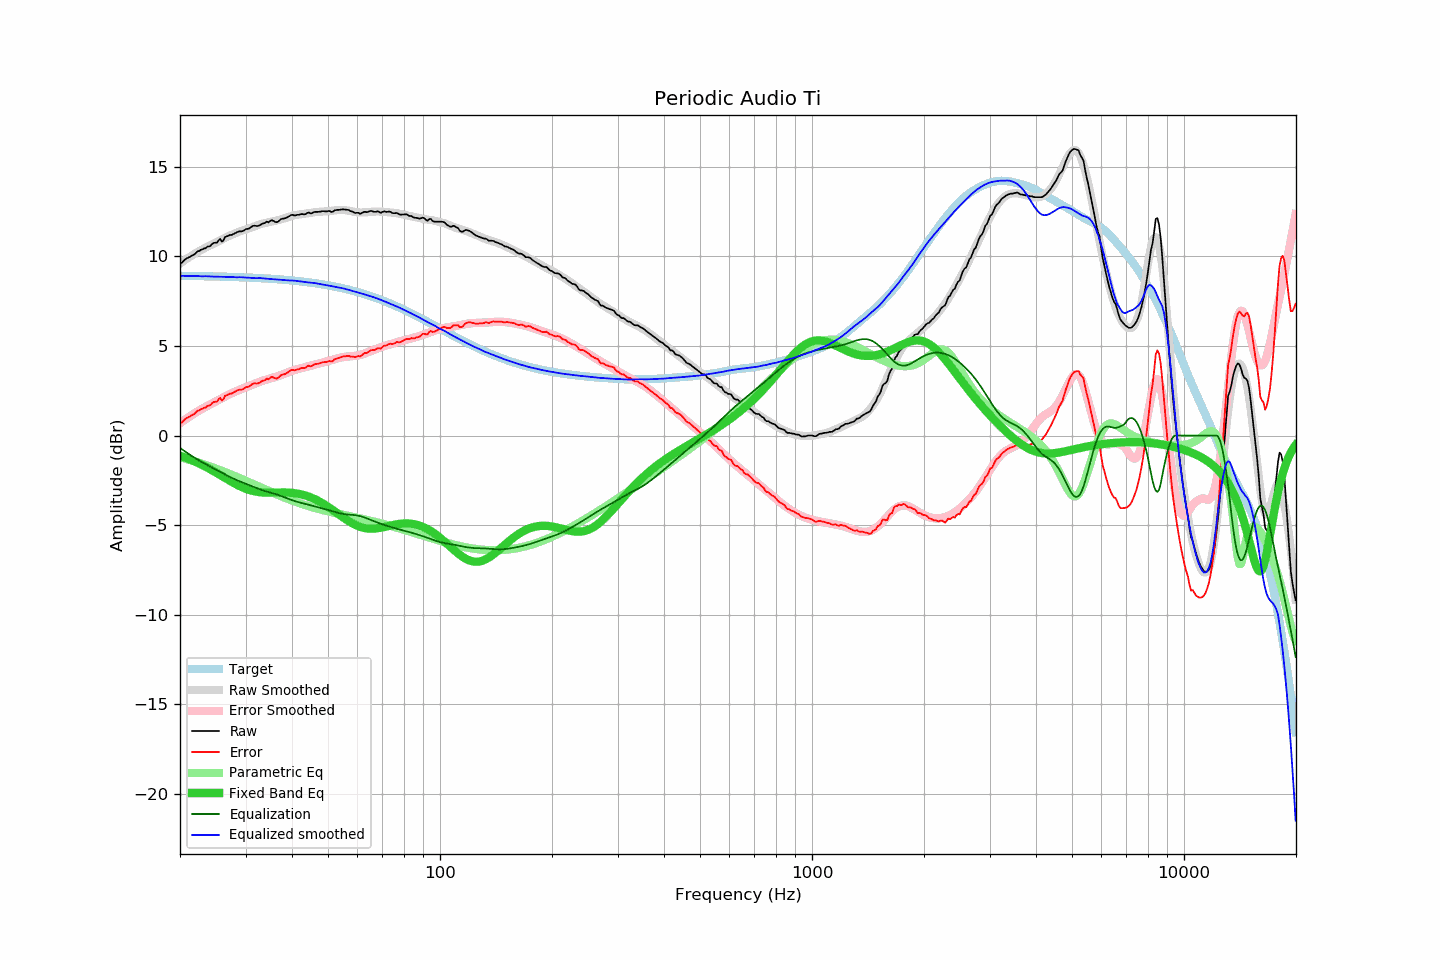 Periodic Audio Ti
15
10
5
0
−5
−10
−15
−20
Amplitude (dBr)
Target
Raw Smoothed
Error Smoothed
Raw
Error
Parametric Eq
Fixed Band Eq
Equalization
Equalized smoothed
100
1000
10000
Frequency (Hz)